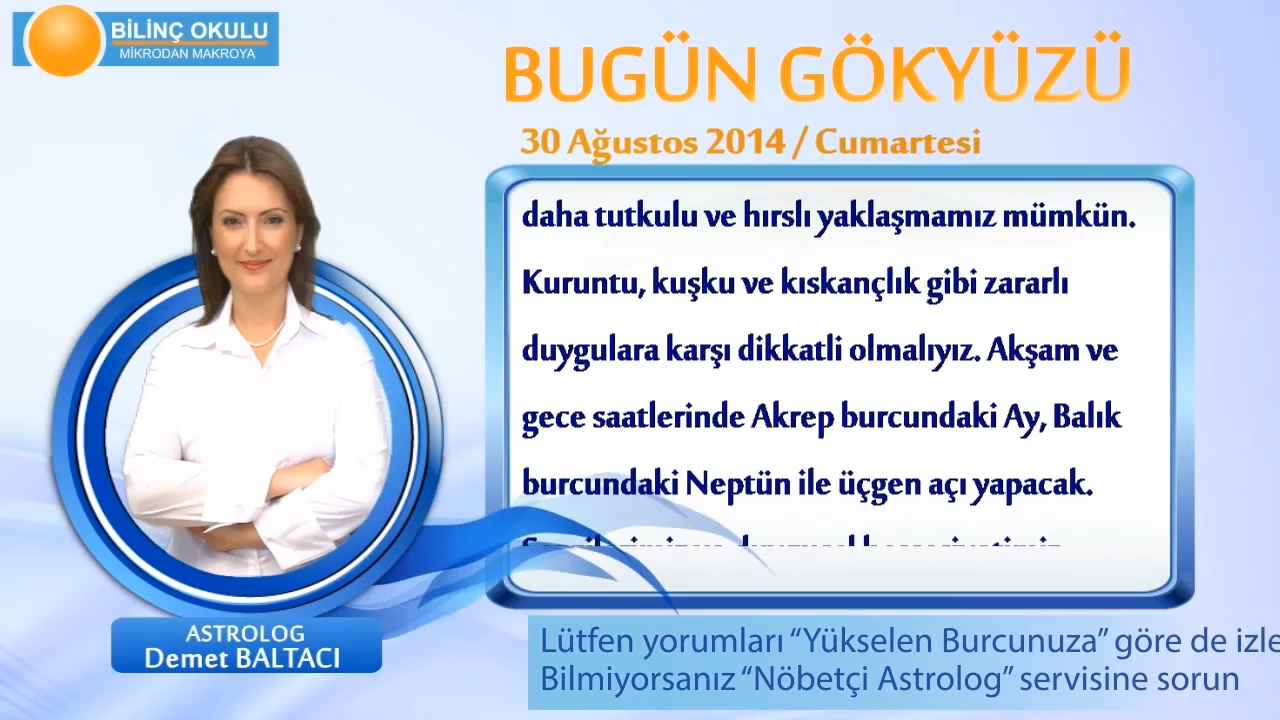 BİLİNÇ OKULU
MİKRODAN MAKROYA
BUGÜN GÖKYÜZÜ
30 Ağustos 2014 / Cumartesi
daha tutkulu ve hırslı yaklaşmamız mümkün.
Kuruntu, kuşku ve kıskançlık gibi zararlı
duygulara karşı dikkatli olmalıyız. Akşam ve
gece saatlerinde Akrep burcundaki Ay, Balık
burcundaki Neptün ile üçgen açı yapacak.
ASTROLOG
Demet BALTACI
Lütfen yorumları “Yükselen Burcunuza” göre de izle
Bilmiyorsanız “Nöbetçi Astrolog” servisine sorun